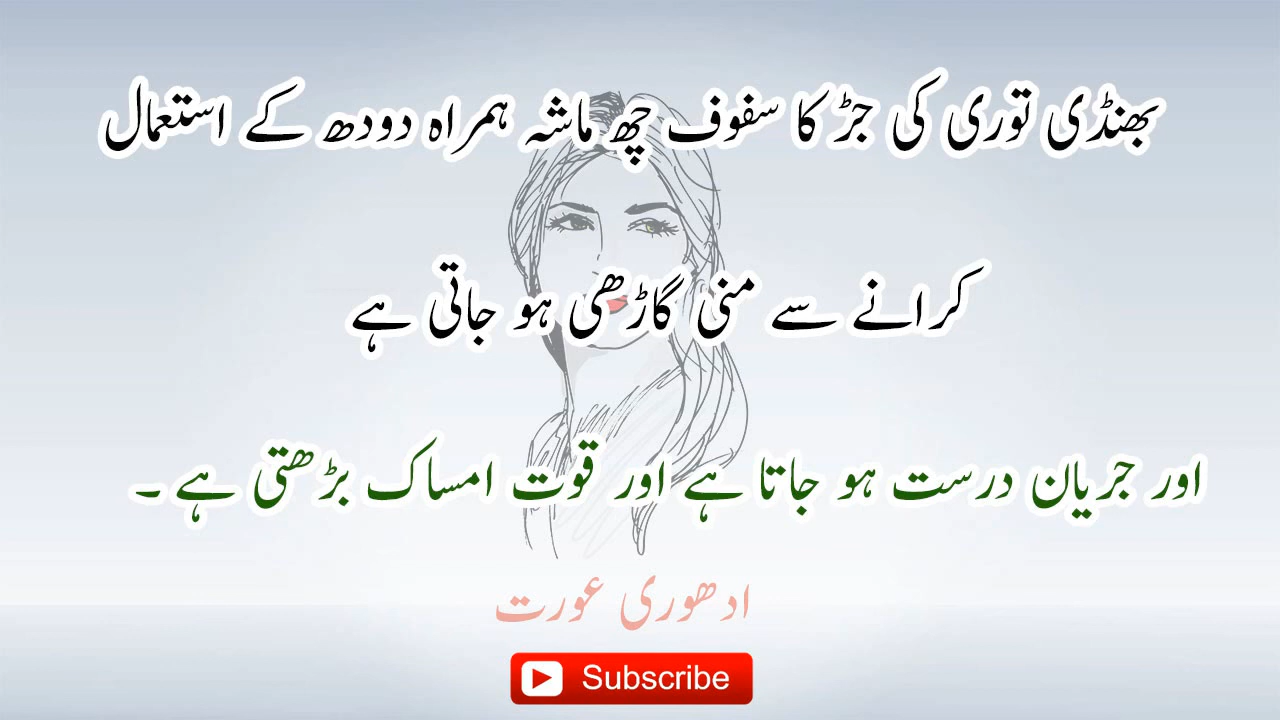 بھنڈی توری کی جڑ کا سفوف چھ ماشہ ہمراہ دودھ کے استعمال
کرانے سے منی گاڑھی ہو جاتی ہے
اور جریان درست ہو جاتا ہے اور قوت امساک بڑھتی ہے ۔
ادھوری عورت
Subscribe